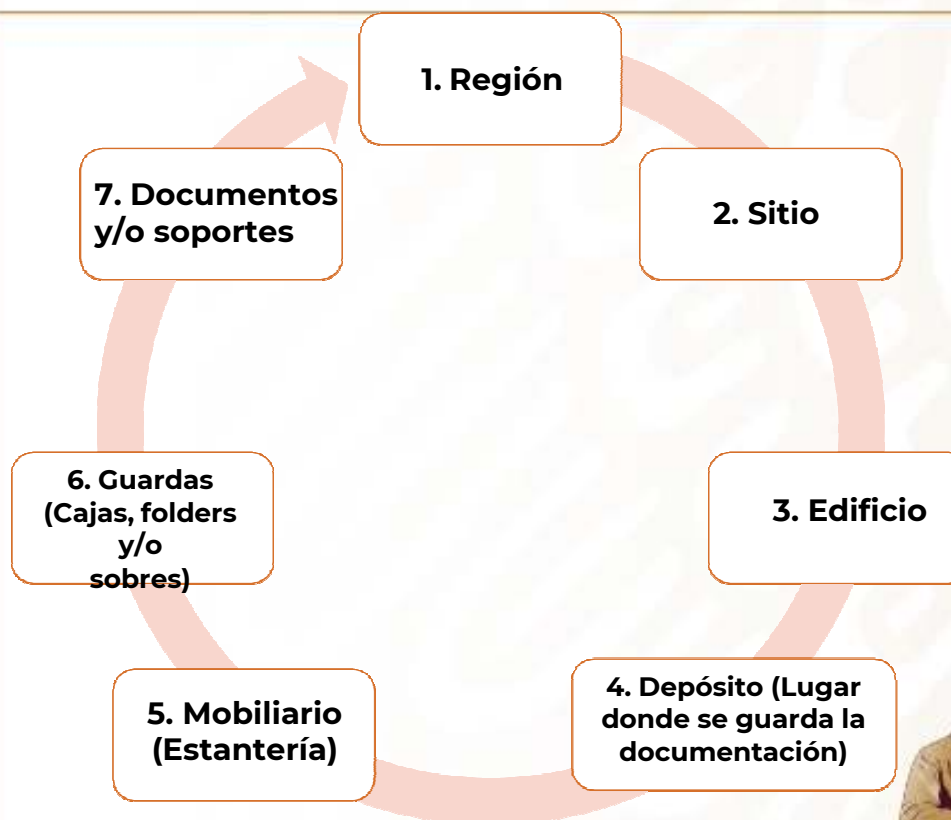 1. Región
2. Sitio
3. Edificio
4. Depósito (Lugar
donde se guarda la
documentación)
5. Mobiliario
(Estantería)
6. Guardas
(Cajas, folders
y/o
sobres)
7. Documentos
y/o soportes